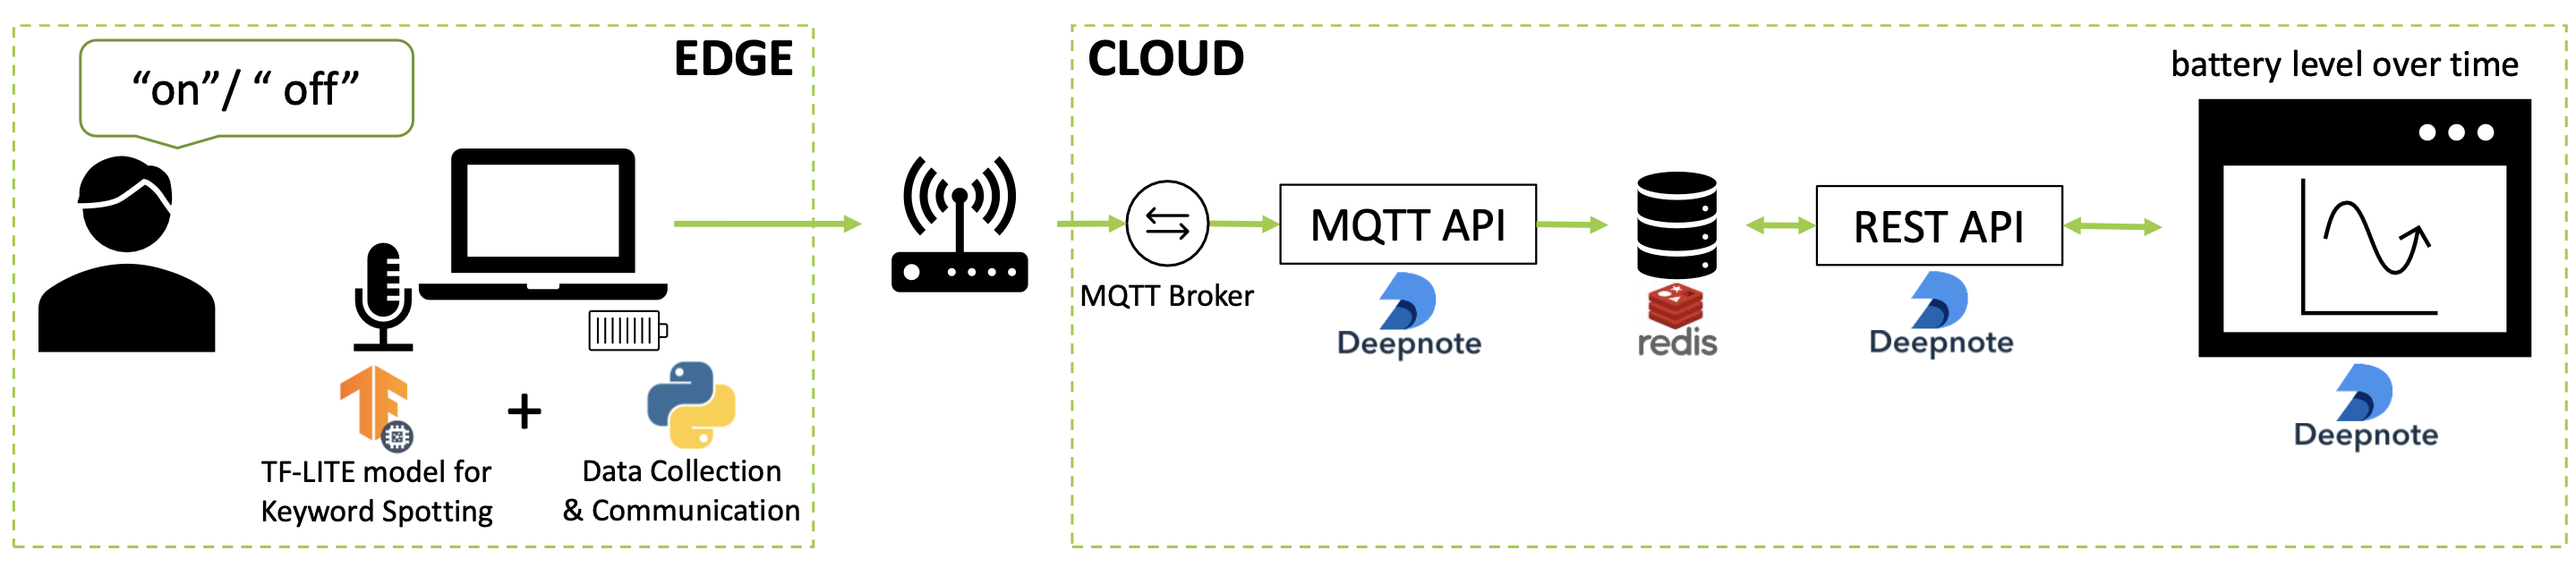 “on”/ “ off”
EDGE
TF-LITE model for
Keyword Spotting
+
Data Collection
& Communication
CLOUD
MQTT Broker
MQTT API
Deepnote
redis
REST API
Deepnote
battery level over time
Deepnote